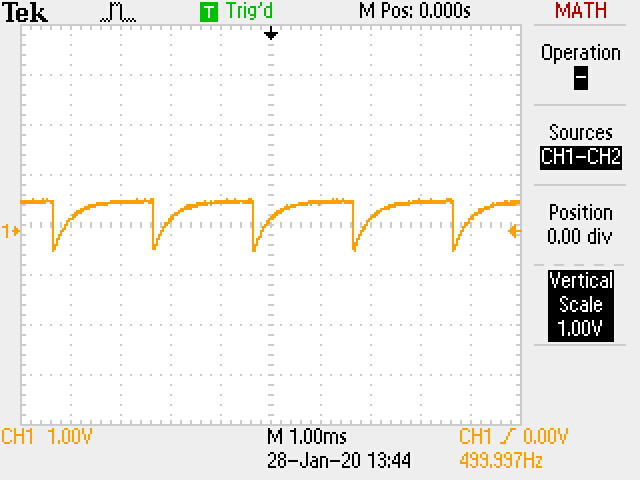 Tek T Trig'd M Pos: 0.000s MATH
Operation
–
Sources
CH1–CH2
Position
0.00 div
Vertical
Scale
1.00V
1
CH1 1.00V M 1.00ms CH1 0.00V
28–Jan–20 13:44 499.997Hz